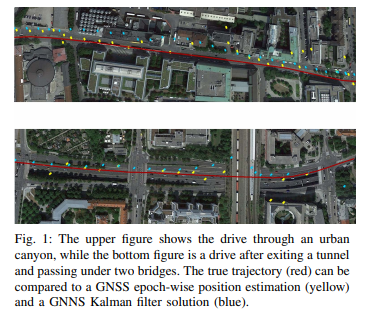 Fig. 1: The upper figure shows the drive through an urban
canyon, while the bottom figure is a drive after exiting a tunnel
and passing under two bridges. The true trajectory (red) can be
compared to a GNSS epoch-wise position estimation (yellow)
and a GNNS Kalman filter solution (blue).